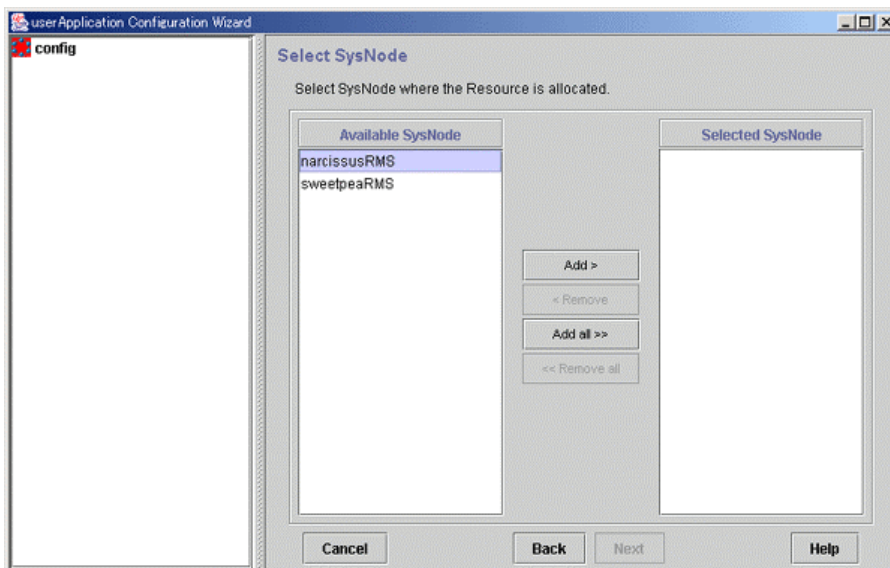 userApplication Configuration Wizard
config
Select SysNode
Select SysNode where the Resource is allocated.
Available SysNode
Selected SysNode
narcissusRMS
sweetpeaRMS
Add >
< Remove
Add all >>
<< Remove all
Cancel
Back
Next
Help